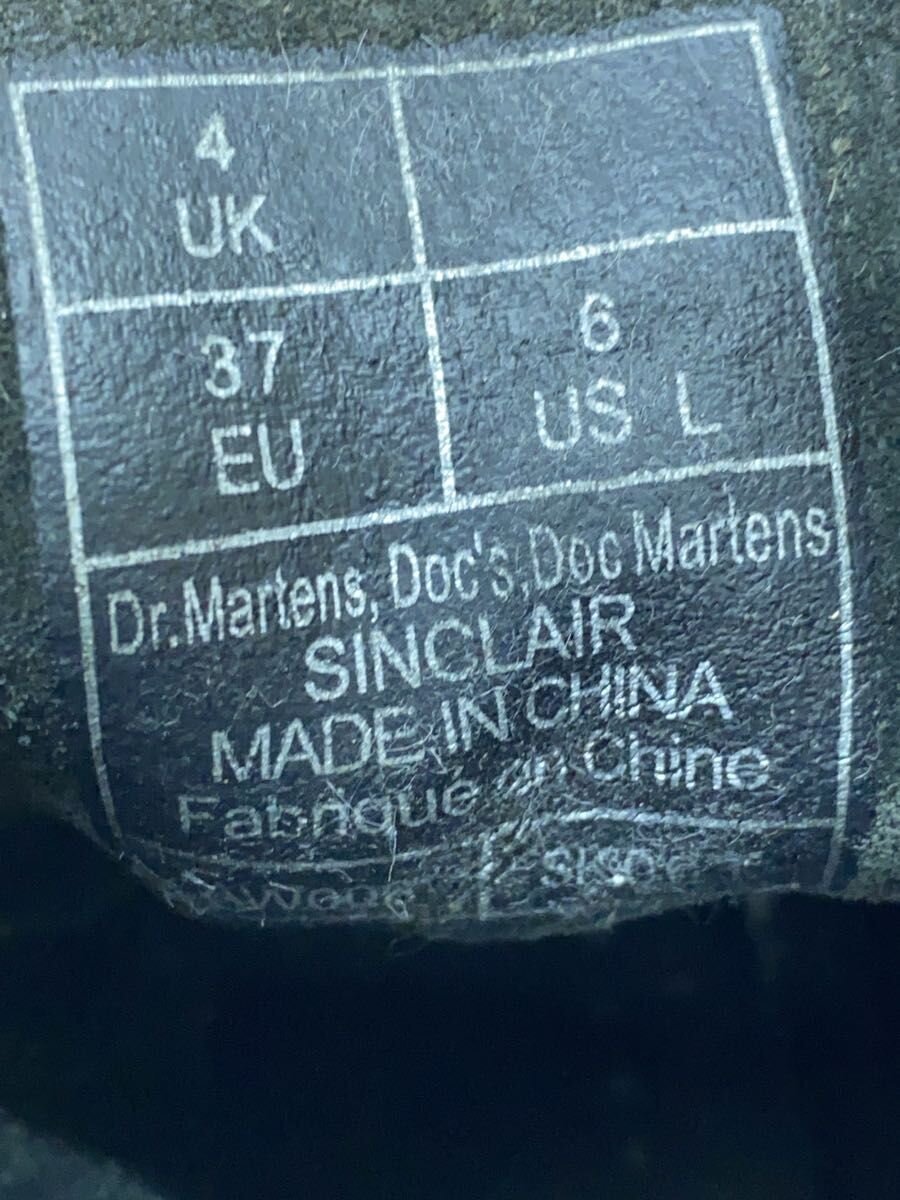 4
UK
37
EU
6
US L
Dr.Martens, Doc's, Doc Martens
SINCLAIR
MADE IN CHINA
Fabriqué en Chine